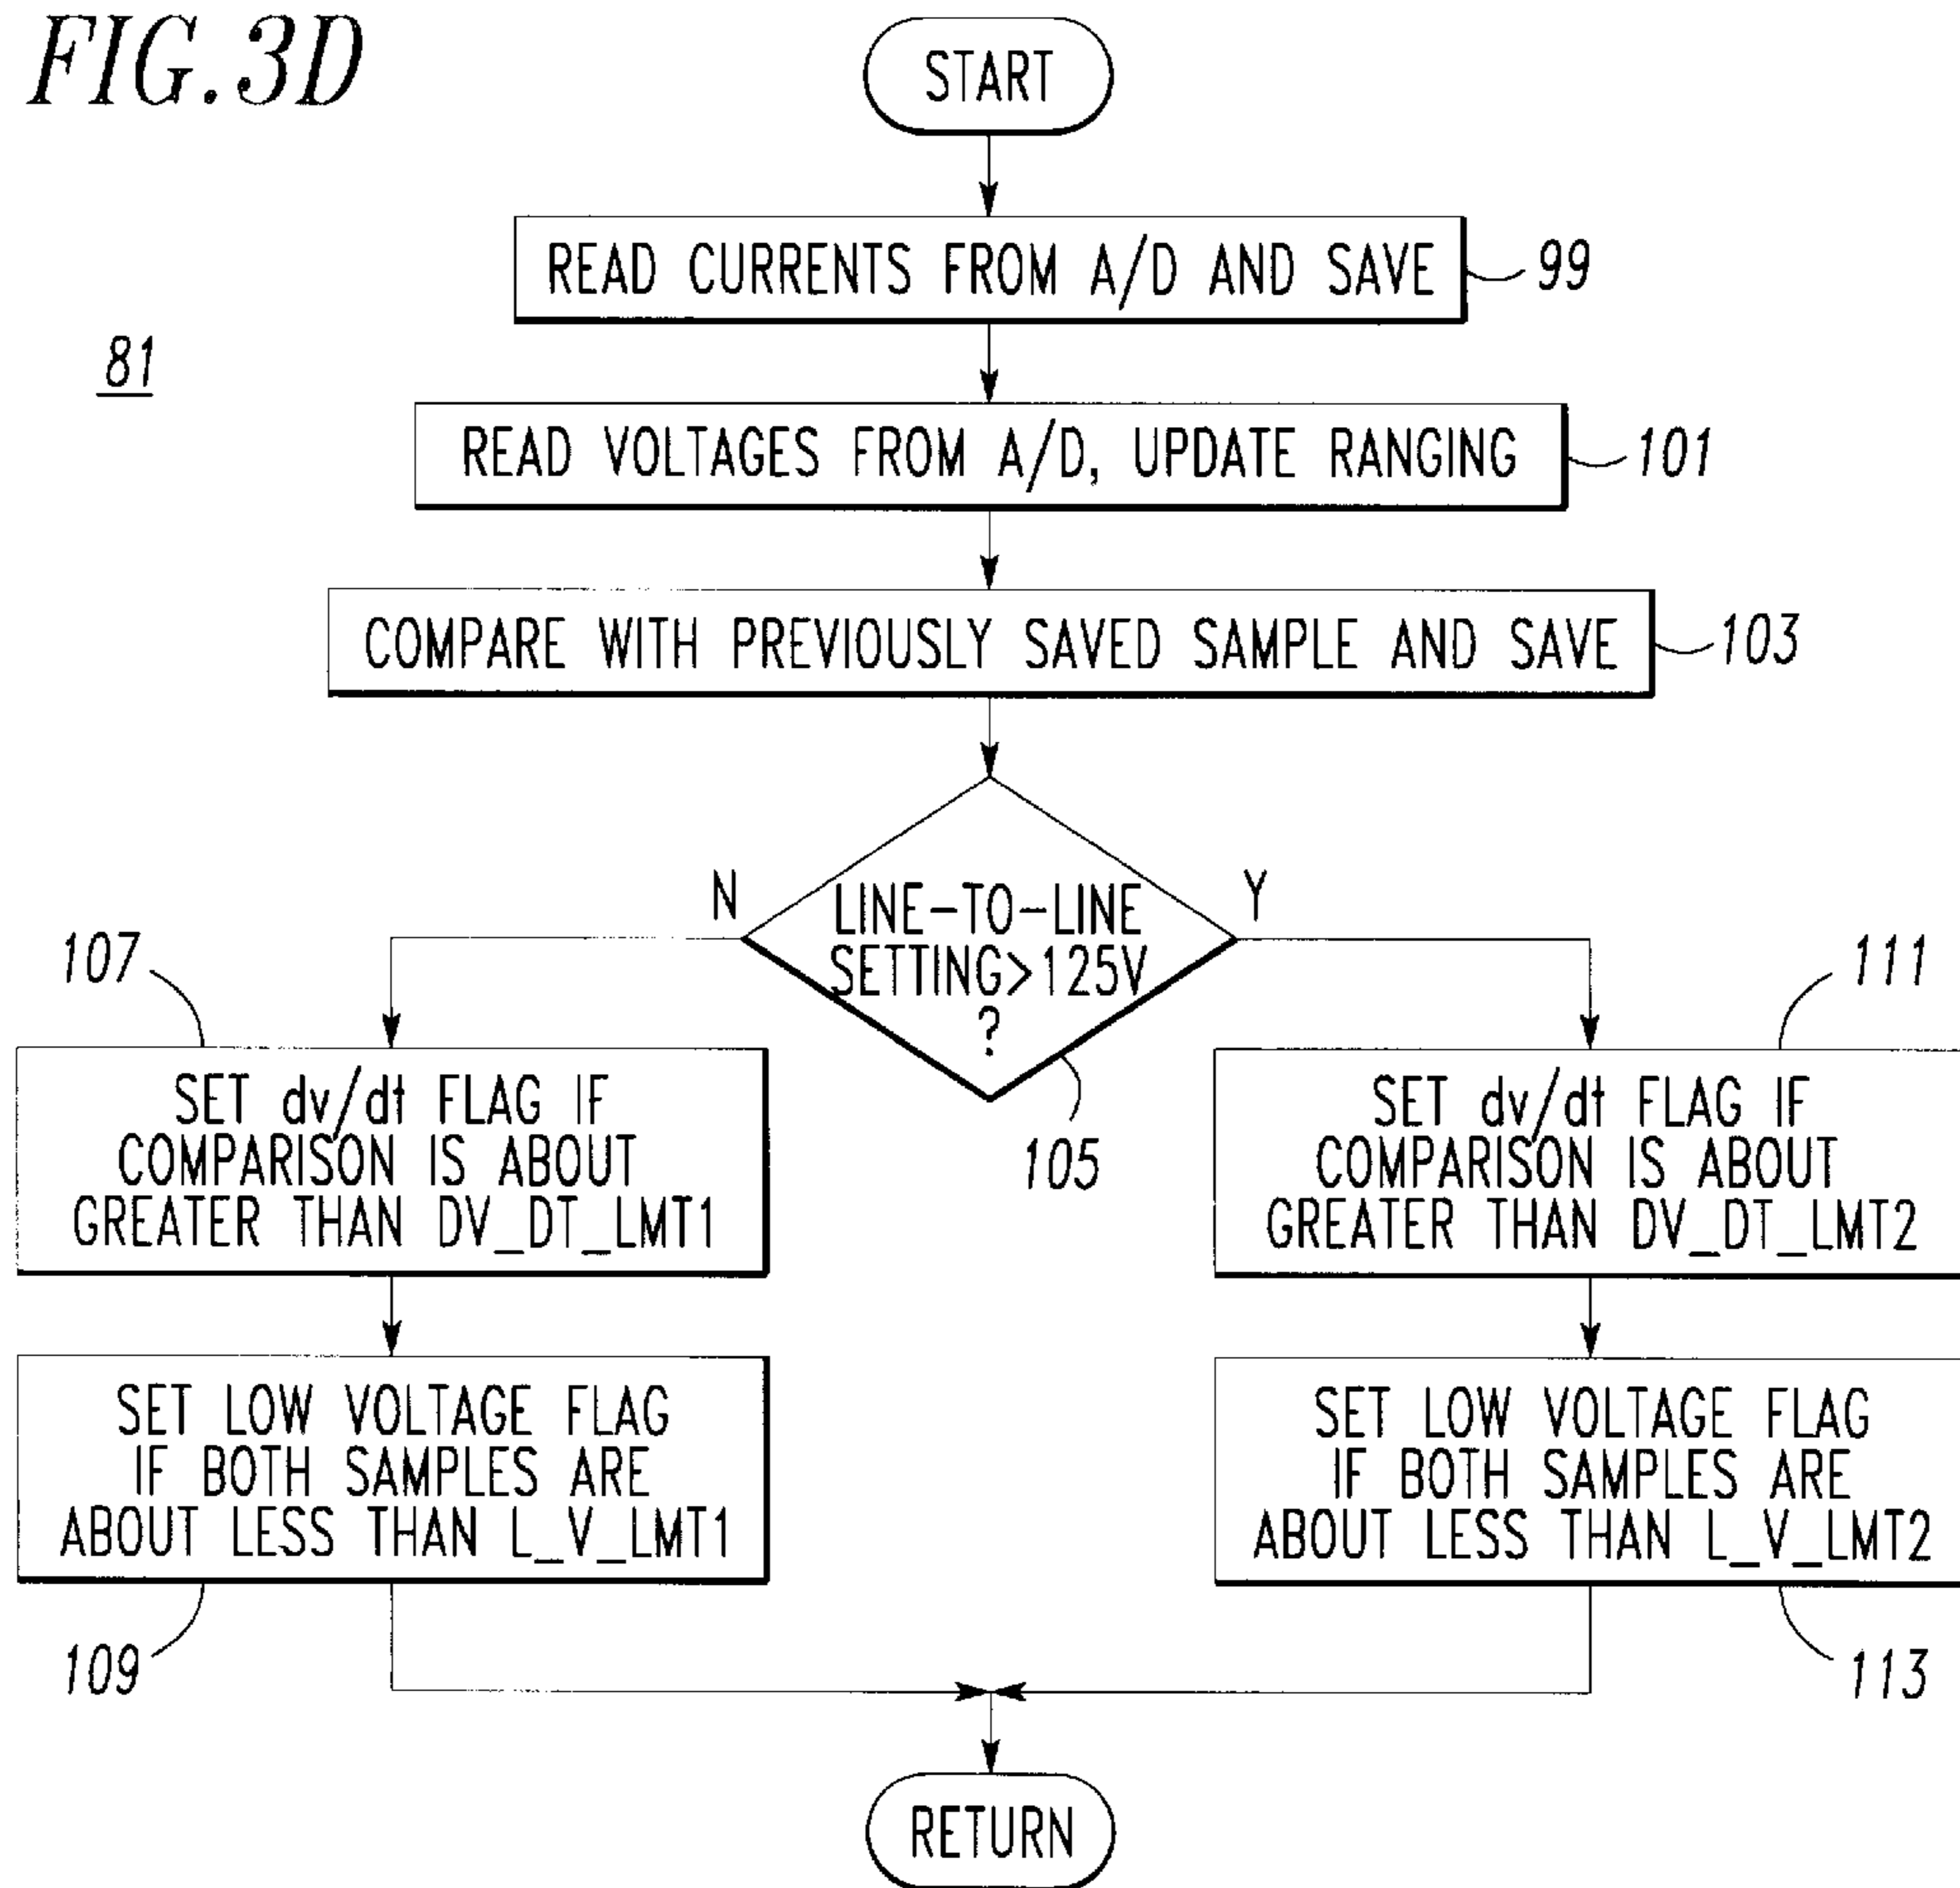 FIG. 3D
START
READ CURRENTS FROM A/D AND SAVE
99
81
READ VOLTAGES FROM A/D, UPDATE RANGING
101
COMPARE WITH PREVIOUSLY SAVED SAMPLE AND SAVE
103
N
LINE-TO-LINE
SETTING>125V
?
Y
105
107
SET dv/dt FLAG IF
COMPARISON IS ABOUT
GREATER THAN DV_DT_LMT1
111
SET dv/dt FLAG IF
COMPARISON IS ABOUT
GREATER THAN DV_DT_LMT2
SET LOW VOLTAGE FLAG
IF BOTH SAMPLES ARE
ABOUT LESS THAN L_V_LMT1
109
SET LOW VOLTAGE FLAG
IF BOTH SAMPLES ARE
ABOUT LESS THAN L_V_LMT2
113
RETURN